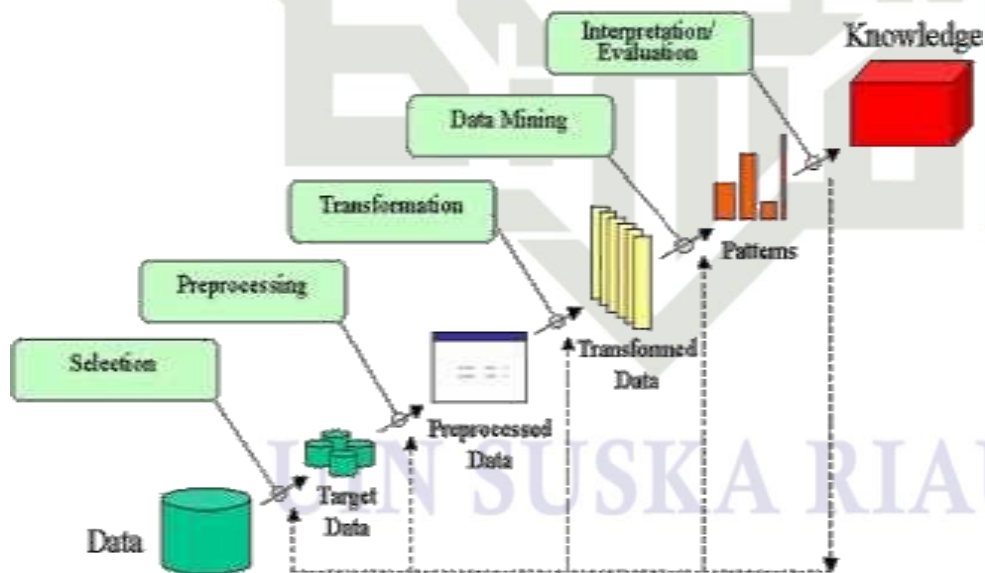 Interpretation/
Evaluation
Knowledge
Data Mining
Transformation
Patterns
Preprocessing
Transformed
Data
Selection
Preprocessed
Data
Target
Data
Data
UIN SUSKA RIAU